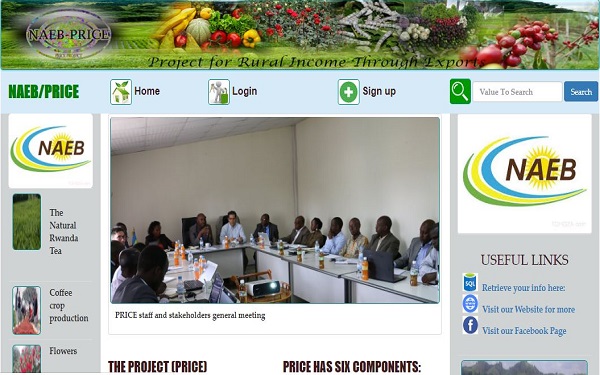 NAEB-PRICE
Project for Rural Income Through Exports
NAEB/PRICE
Home
Login
Sign up
Value To Search
Search
NAEB
The
Natural
Rwanda
Tea
Coffee
crop
production
Flowers
PRICE staff and stakeholders general meeting
THE PROJECT (PRICE)
PRICE HAS SIX COMPONENTS:
NAEB
USEFUL LINKS
SQL
Retrieve your info here:
Visit our Website for more
Visit our Facebook Page